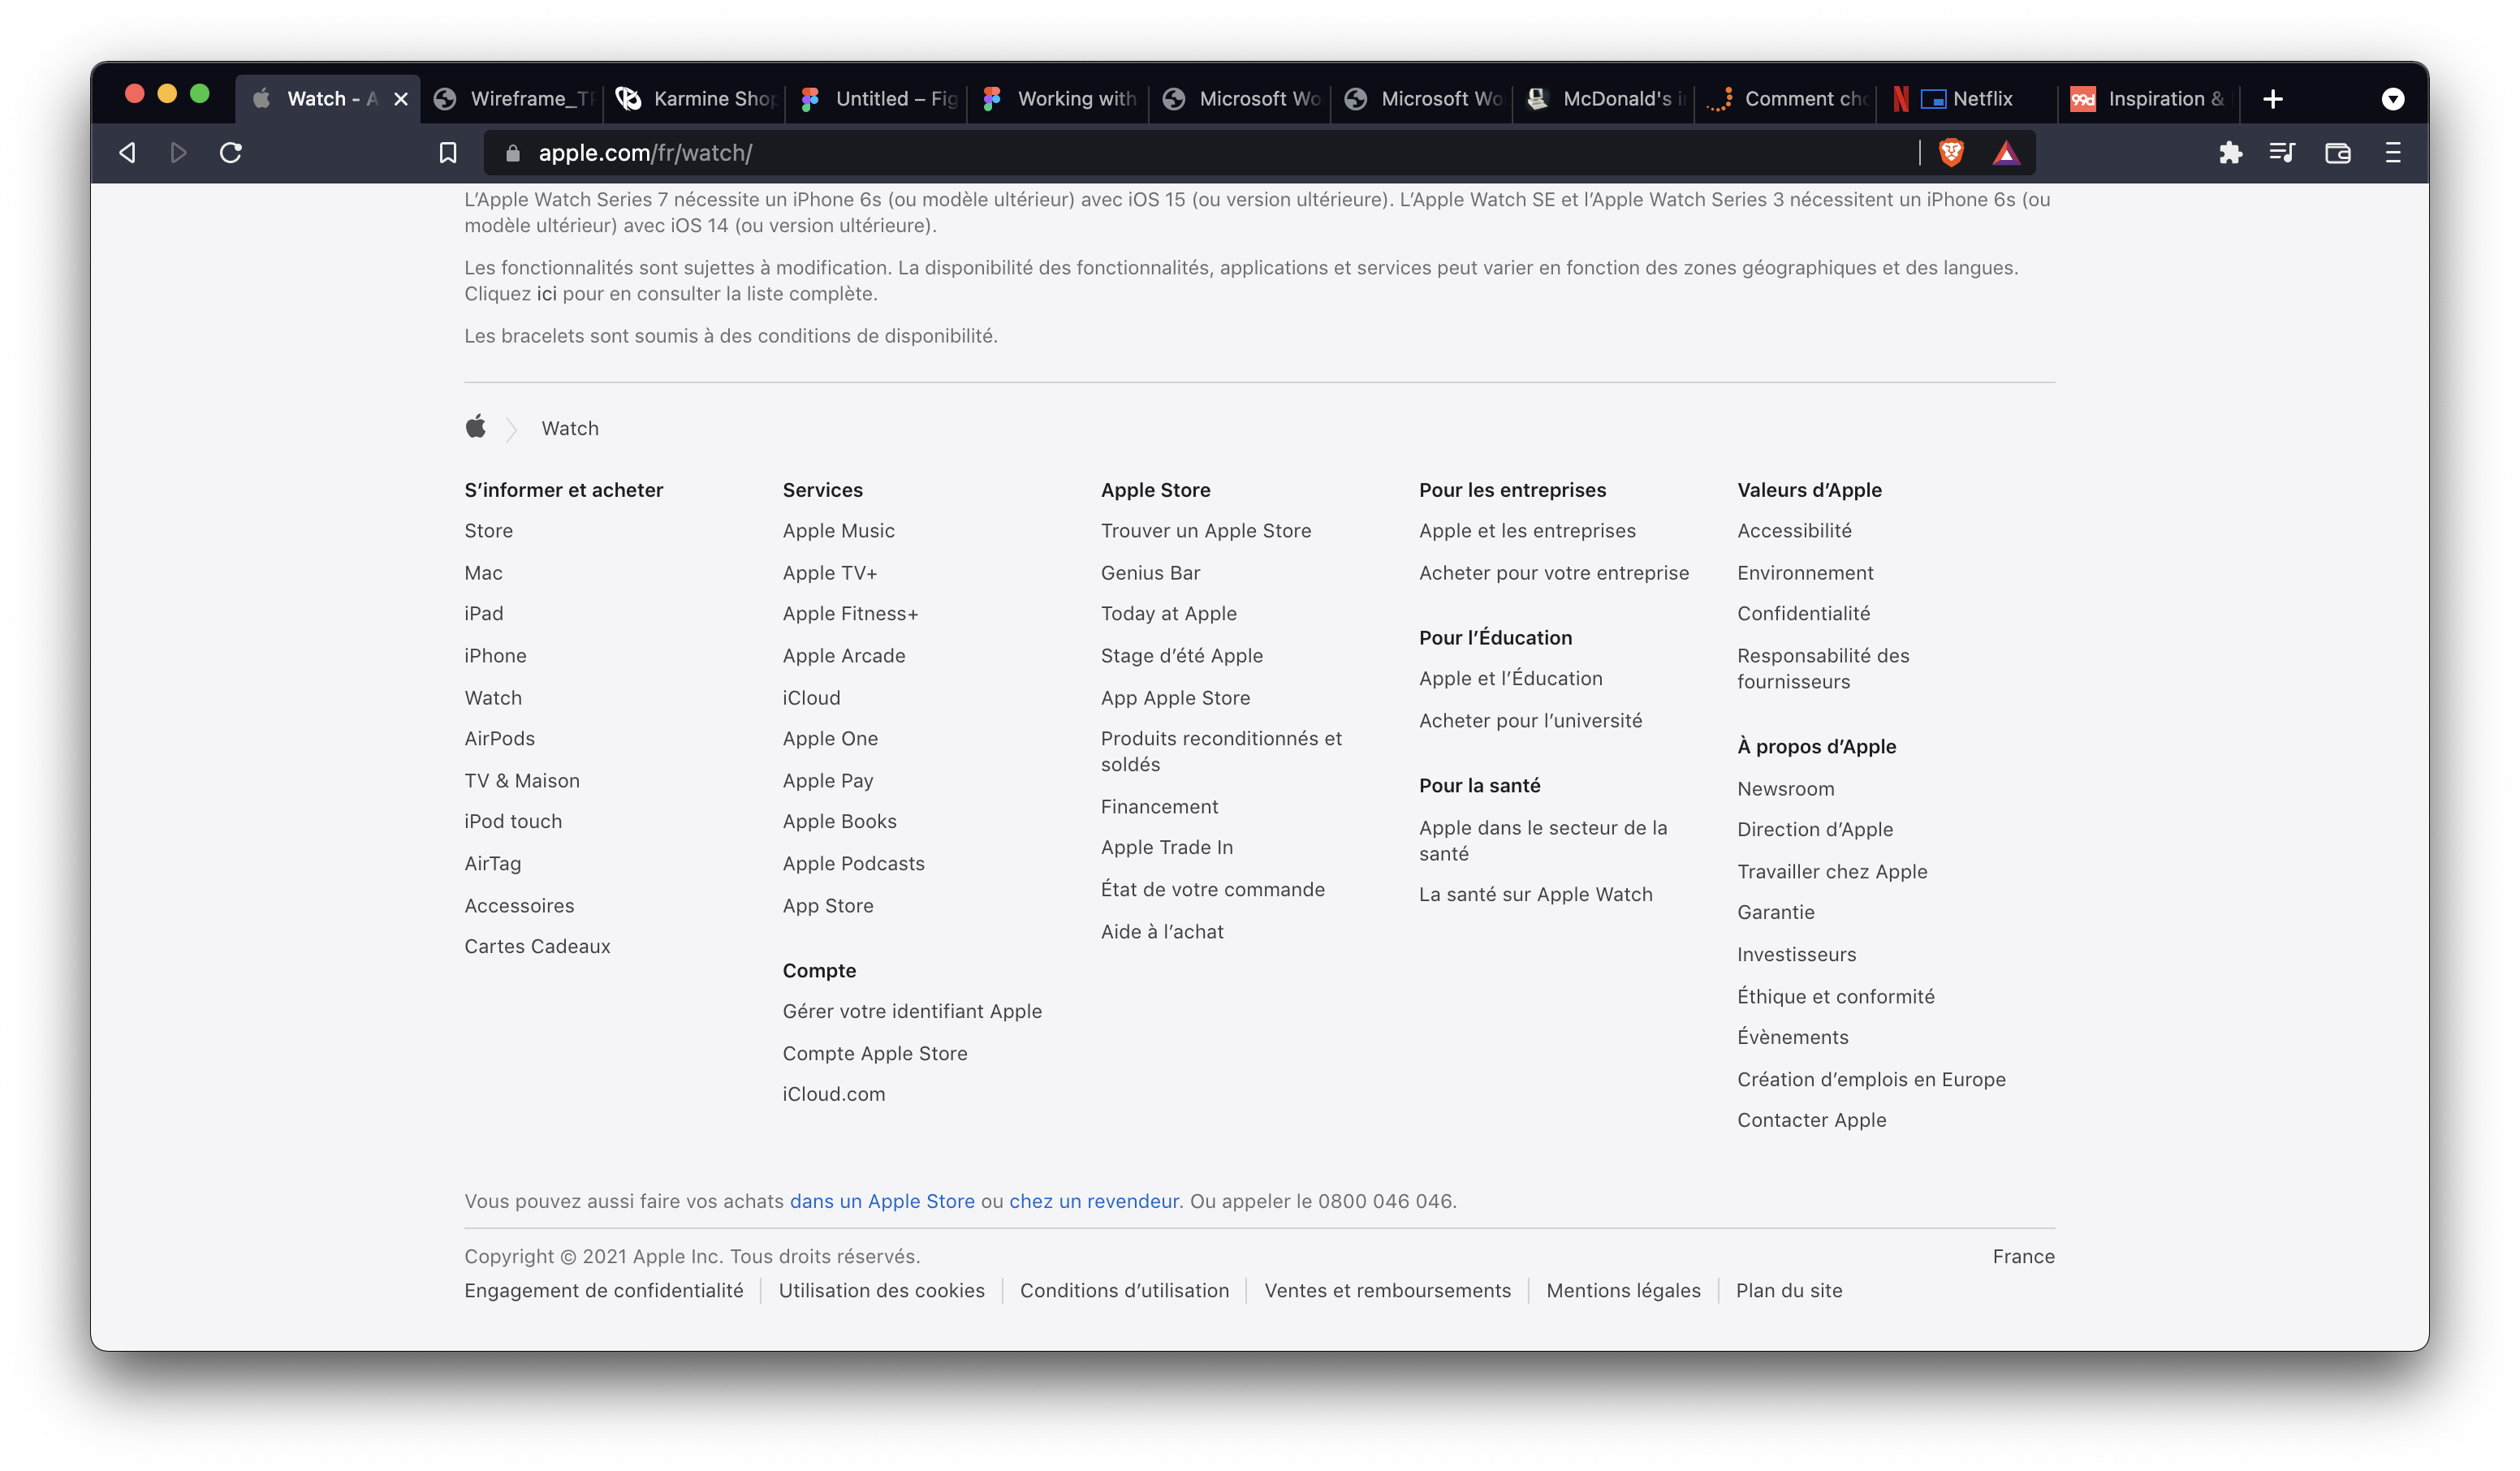 Watch - A
Wireframe_TP
Karmine Shop
Untitled – Fig
Working with
Microsoft Wo
Microsoft Wo
McDonald's i
Comment cho
Netflix
99d
Inspiration &
apple.com/fr/watch/
L’Apple Watch Series 7 nécessite un iPhone 6s (ou modèle ultérieur) avec iOS 15 (ou version ultérieure). L’Apple Watch SE et l’Apple Watch Series 3 nécessitent un iPhone 6s (ou
modèle ultérieur) avec iOS 14 (ou version ultérieure).
Les fonctionnalités sont sujettes à modification. La disponibilité des fonctionnalités, applications et services peut varier en fonction des zones géographiques et des langues.
Cliquez ici pour en consulter la liste complète.
Les bracelets sont soumis à des conditions de disponibilité.
Watch
S’informer et acheter
Store
Mac
iPad
iPhone
Watch
AirPods
TV & Maison
iPod touch
AirTag
Accessoires
Cartes Cadeaux
Services
Apple Music
Apple TV+
Apple Fitness+
Apple Arcade
iCloud
Apple One
Apple Pay
Apple Books
Apple Podcasts
App Store
Compte
Gérer votre identifiant Apple
Compte Apple Store
iCloud.com
Apple Store
Trouver un Apple Store
Genius Bar
Today at Apple
Stage d’été Apple
App Apple Store
Produits reconditionnés et
soldés
Financement
Apple Trade In
État de votre commande
Aide à l’achat
Pour les entreprises
Apple et les entreprises
Acheter pour votre entreprise
Pour l’Éducation
Apple et l’Éducation
Acheter pour l’université
Pour la santé
Apple dans le secteur de la
santé
La santé sur Apple Watch
Valeurs d’Apple
Accessibilité
Environnement
Confidentialité
Responsabilité des
fournisseurs
À propos d’Apple
Newsroom
Direction d’Apple
Travailler chez Apple
Garantie
Investisseurs
Éthique et conformité
Évènements
Création d’emplois en Europe
Contacter Apple
Vous pouvez aussi faire vos achats dans un Apple Store ou chez un revendeur. Ou appeler le 0800 046 046.
Copyright © 2021 Apple Inc. Tous droits réservés.
France
Engagement de confidentialité
Utilisation des cookies
Conditions d’utilisation
Ventes et remboursements
Mentions légales
Plan du site